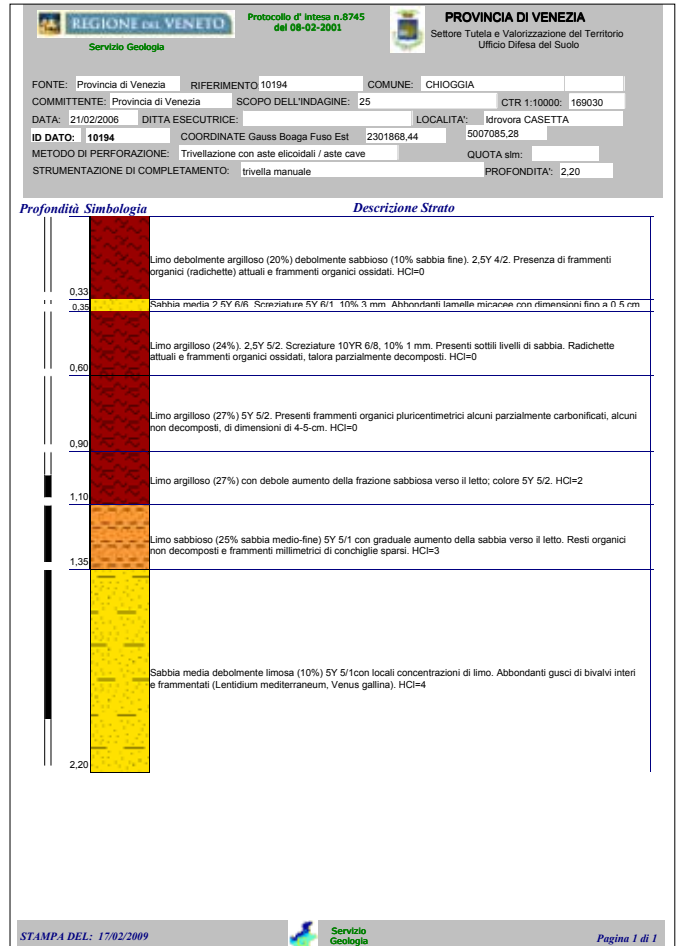 REGIONE DEL VENETO
Servizio Geologia
Protocollo d' intesa n.8745
del 08-02-2001
PROVINCIA DI VENEZIA
Settore Tutela e Valorizzazione del Territorio
Ufficio Difesa del Suolo
FONTE: Provincia di Venezia RIFERIMENTO 10194 COMUNE: CHIOGGIA
COMMITTENTE: Provincia di Venezia SCOPO DELL'INDAGINE: 25 CTR 1:10000: 169030
DATA: 21/02/2006 DITTA ESECUTRICE: LOCALITA': Idrovora CASETTA
ID DATO: 10194 COORDINATE Gauss Boaga Fuso Est 2301868,44 5007085,28
METODO DI PERFORAZIONE: Trivellazione con aste elicoidali / aste cave QUOTA slm:
STRUMENTAZIONE DI COMPLETAMENTO: trivella manuale PROFONDITA': 2,20
Profondità Simbologia Descrizione Strato
Limo debolmente argilloso (20%) debolmente sabbioso (10% sabbia fine). 2,5Y 4/2. Presenza di frammenti
organici (radichette) attuali e frammenti organici ossidati. HCl=0
0,33
0,35 Sabbia media 2,5Y 6/6. Screziature 5Y 6/1, 10% 3 mm. Abbondanti lamelle micacee con dimensioni fino a 0,5 cm.
Limo argilloso (24%). 2,5Y 5/2. Screziature 10YR 6/8, 10% 1 mm. Presenti sottili livelli di sabbia. Radichette
attuali e frammenti organici ossidati, talora parzialmente decomposti. HCl=0
0,60
Limo argilloso (27%) 5Y 5/2. Presenti frammenti organici pluricentimetrici alcuni parzialmente carbonificati, alcuni
non decomposti, di dimensioni di 4-5-cm. HCl=0
0,90
Limo argilloso (27%) con debole aumento della frazione sabbiosa verso il letto; colore 5Y 5/2. HCl=2
1,10
Limo sabbioso (25% sabbia medio-fine) 5Y 5/1 con graduale aumento della sabbia verso il letto. Resti organici
non decomposti e frammenti millimetrici di conchiglie sparsi. HCl=3
1,35
Sabbia media debolmente limosa (10%) 5Y 5/1con locali concentrazioni di limo. Abbondanti gusci di bivalvi interi
e frammentati (Lentidium mediterraneum, Venus gallina). HCl=4
2,20
STAMPA DEL: 17/02/2009
Servizio
Geologia
Pagina 1 di 1